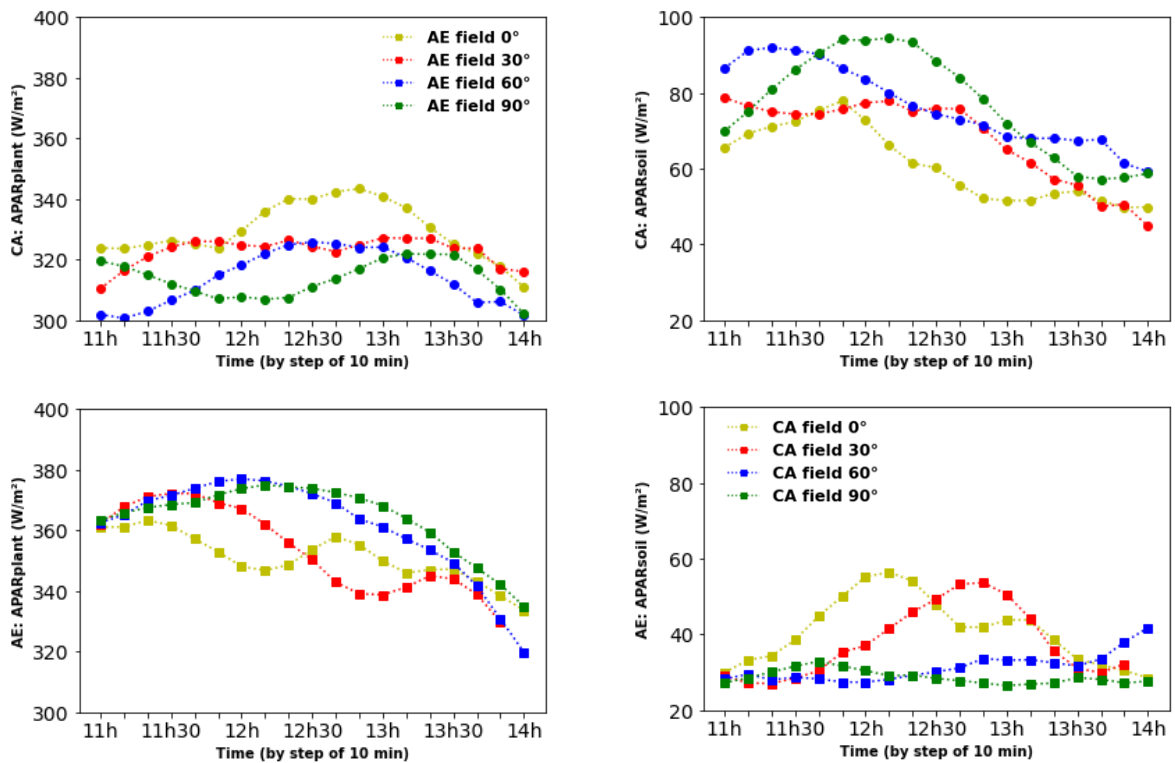 CA: APARplant (W/m²)
400
380
360
340
320
300
AE field 0°
AE field 30°
AE field 60°
AE field 90°
11h 11h30 12h 12h30 13h 13h30 14h
Time (by step of 10 min)
CA: APARsoil (W/m²)
100
80
60
40
20
11h 11h30 12h 12h30 13h 13h30 14h
Time (by step of 10 min)
AE: APARplant (W/m²)
400
380
360
340
320
300
11h 11h30 12h 12h30 13h 13h30 14h
Time (by step of 10 min)
AE: APARsoil (W/m²)
100
80
60
40
20
CA field 0°
CA field 30°
CA field 60°
CA field 90°
11h 11h30 12h 12h30 13h 13h30 14h
Time (by step of 10 min)